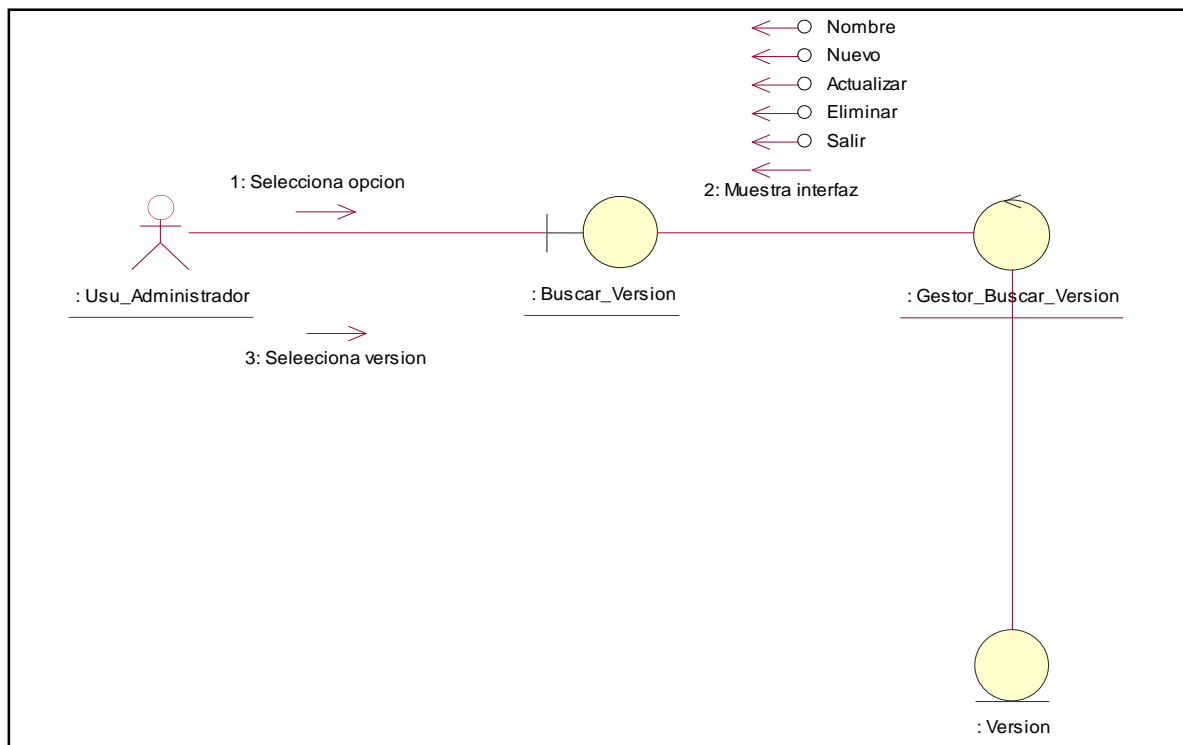 Nombre
Nuevo
Actualizar
Eliminar
Salir
1: Selecciona opcion
2: Muestra interfaz
: Usu_Administrador
: Buscar_Version
: Gestor_Buscar_Version
3: Seleeciona version
: Version